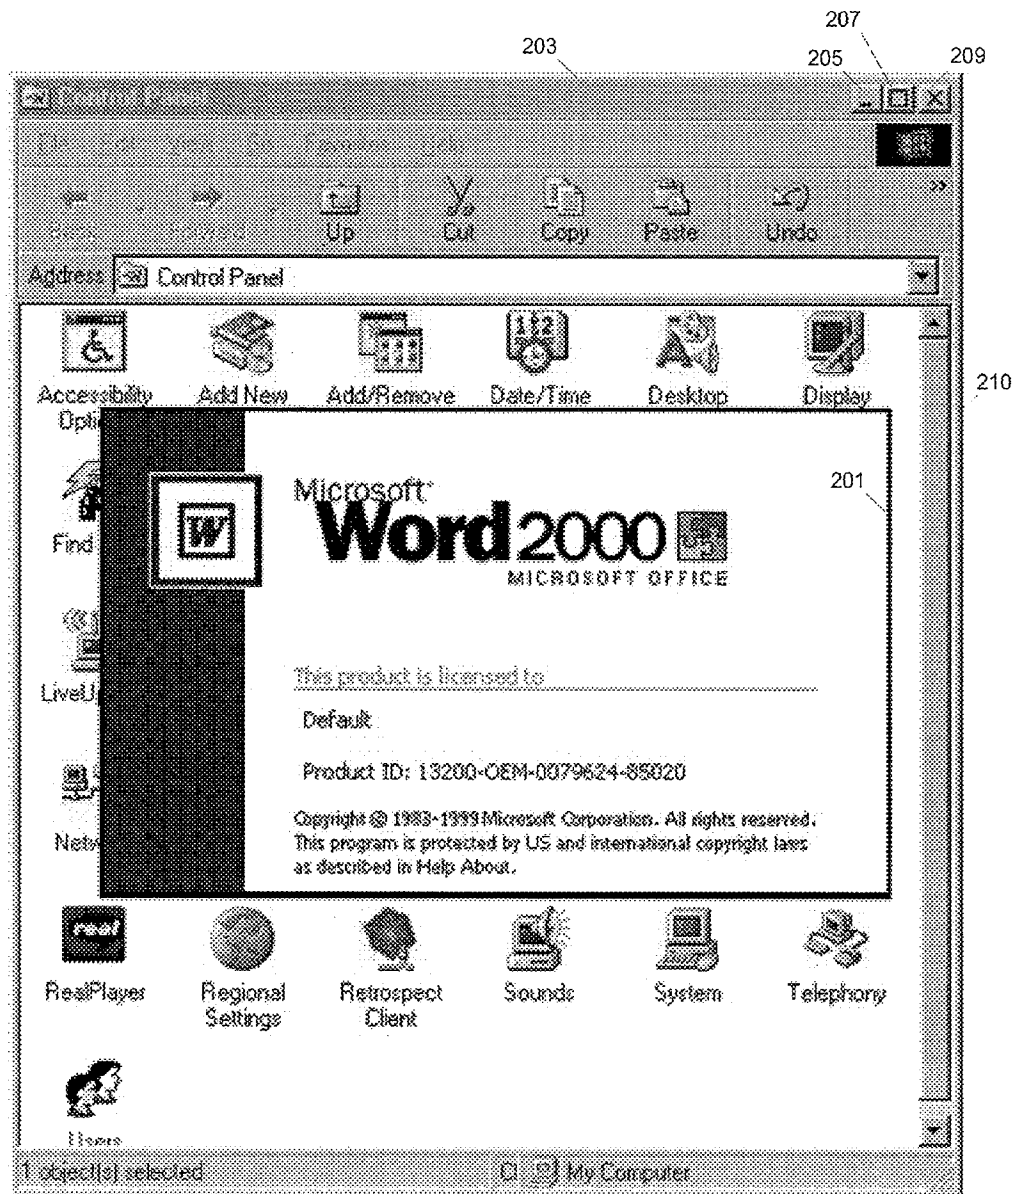 207
203
205
209
Up
Cut
Copy
Paste
Undo
Address
Control Panel
Accessibility
Add New
Add/Remove
Date/Time
Desktop
Display
210
201
Microsoft
Word 2000
MICROSOFT OFFICE
Find
LiveU
This product is licensed to
Default
Product ID: 13200-OEM-0079624-85020
Copyright © 1983-1999 Microsoft Corporation. All rights reserved.
This program is protected by US and international copyright laws
as described in Help About.
Netw
RealPlayer
Regional
Settings
Retrospect
Client
Sounds
System
Telephony
Users
1 object(s) selected
My Computer